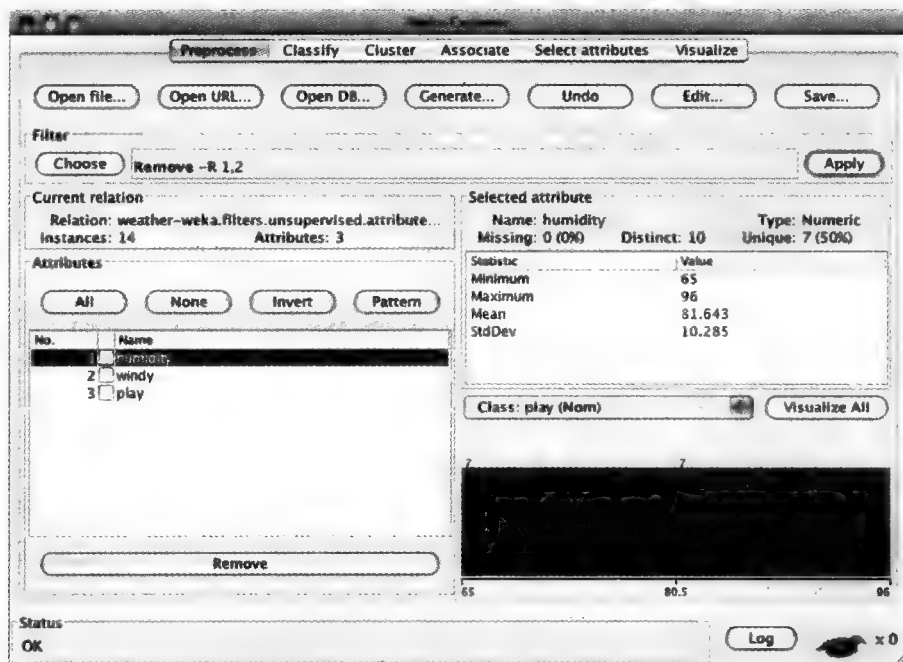 Preprocess Classify Cluster Associate Select attributes Visualize
Open file... Open URL... Open DB... Generate... Undo Edit... Save...
Filter
Choose Remove -R 1,2 Apply
Current relation
Relation: weather-weka.filters.unsupervised.attribute...
Instances: 14 Attributes: 3
Selected attribute
Name: humidity Type: Numeric
Missing: 0 (0%) Distinct: 10 Unique: 7 (50%)
Attributes
All None Invert Pattern
No. Name
1 humidity
2 windy
3 play
Remove
Statistic Value
Minimum 65
Maximum 96
Mean 81.643
StdDev 10.285
Class: play (Nom) Visualize All
7 7
65 80.5 96
Status
OK
Log x 0